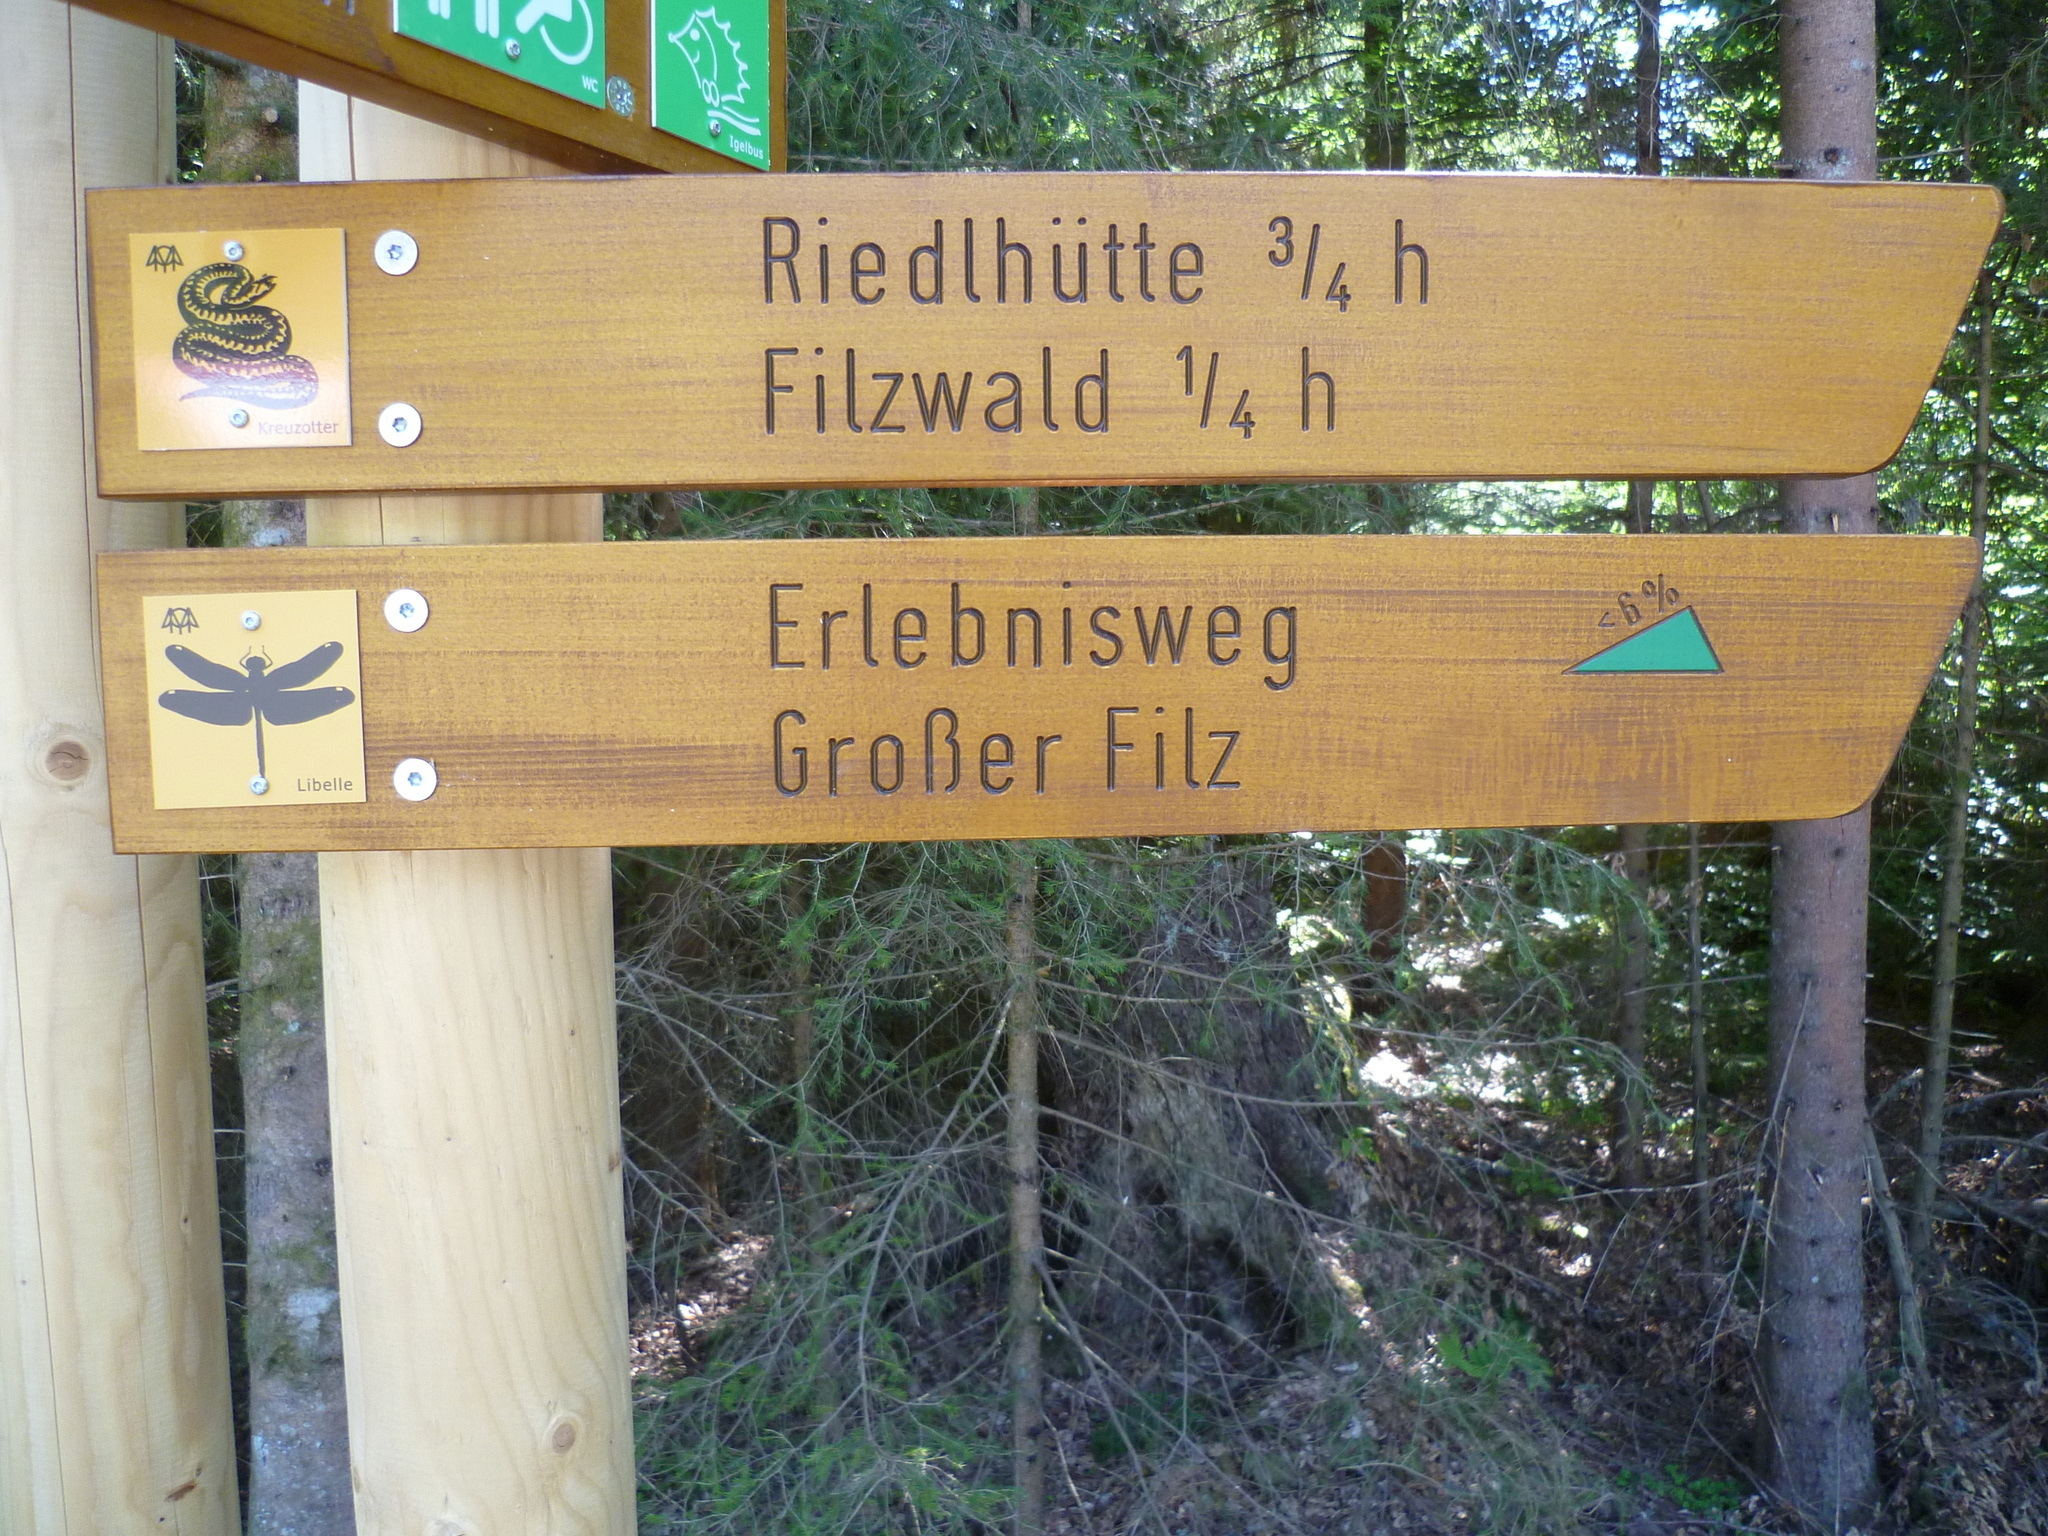 WC
Igelbus
Riedlhütte ¾ h
Filzwald ¼ h
Kreuzotter
Erlebnisweg
<6%
Großer Filz
Libelle